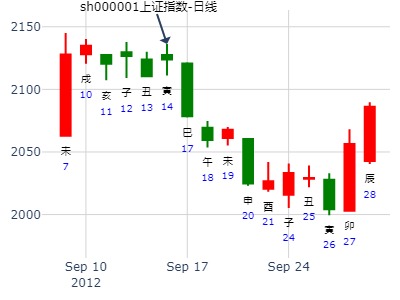 sh000001上证指数-日线
2150
2100
2050
2000
未
7
戌
10
亥
11
子
12
丑
13
寅
14
巳
17
午
18
未
19
申
20
酉
21
子
24
丑
25
寅
26
卯
27
辰
28
Sep 10
2012
Sep 17
Sep 24